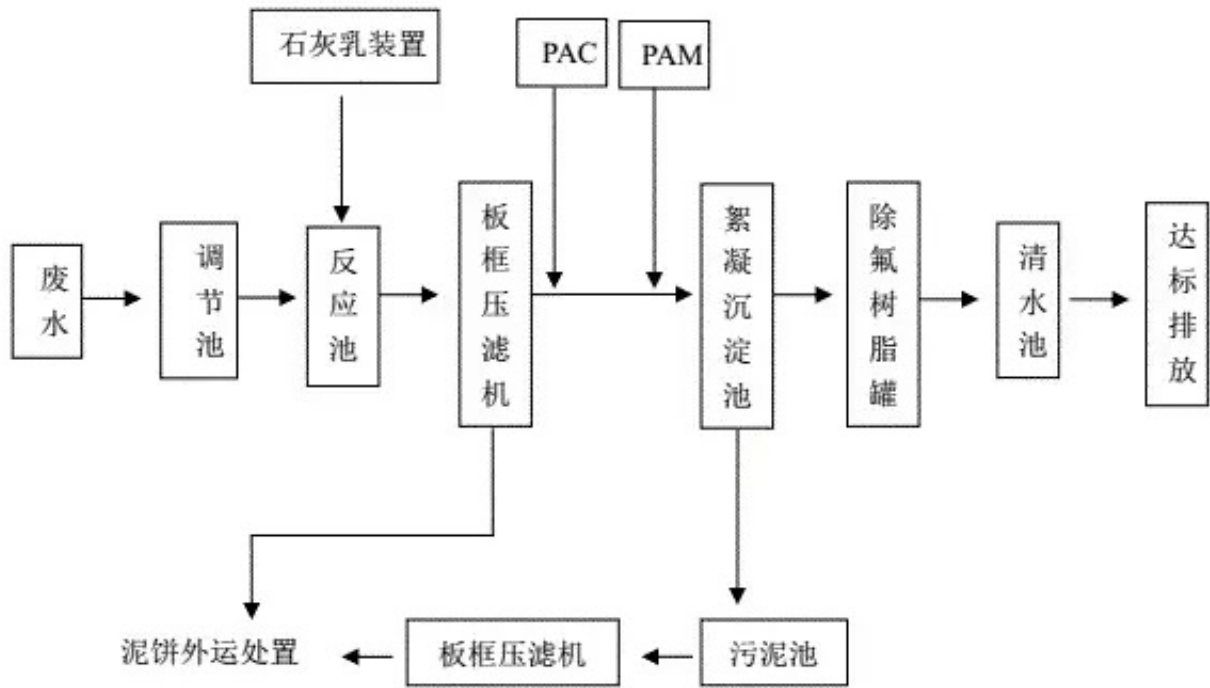 石灰乳装置
PAC
PAM
废水
调节池
反应池
板框压滤机
絮凝沉淀池
除氟树脂罐
清水池
达标排放
泥饼外运处置
板框压滤机
污泥池